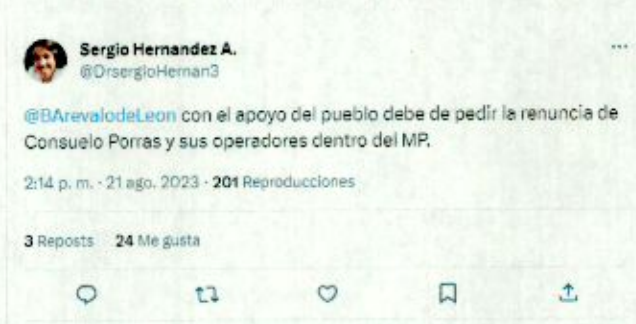 Sergio Hernandez A.
@DrsergioHernan3
...
@BArevalodeLeon con el apoyo del pueblo debe de pedir la renuncia de
Consuelo Porras y sus operadores dentro del MP.
2:14 p. m. · 21 ago. 2023 · 201 Reproducciones
3 Reposts 24 Me gusta